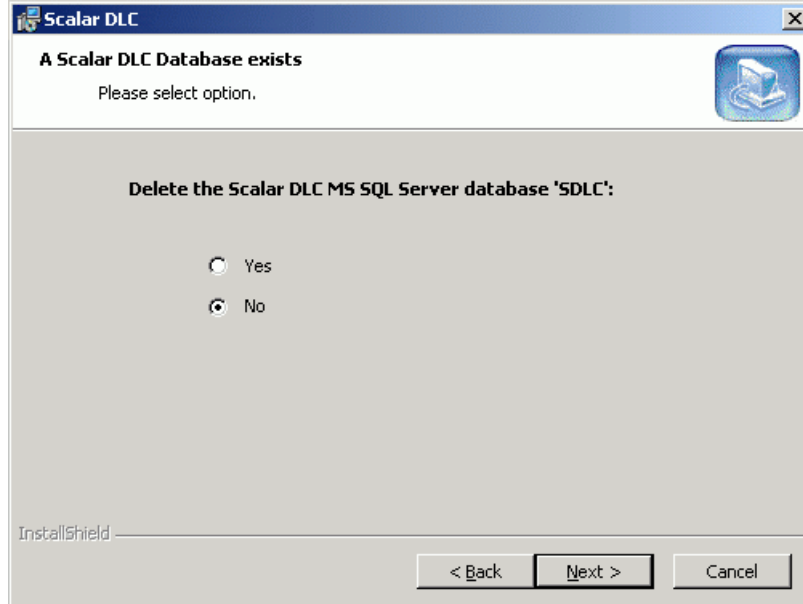 Scalar DLC
A Scalar DLC Database exists
Please select option.
Delete the Scalar DLC MS SQL Server database 'SDLC':
Yes
No
InstallShield
< Back
Next >
Cancel